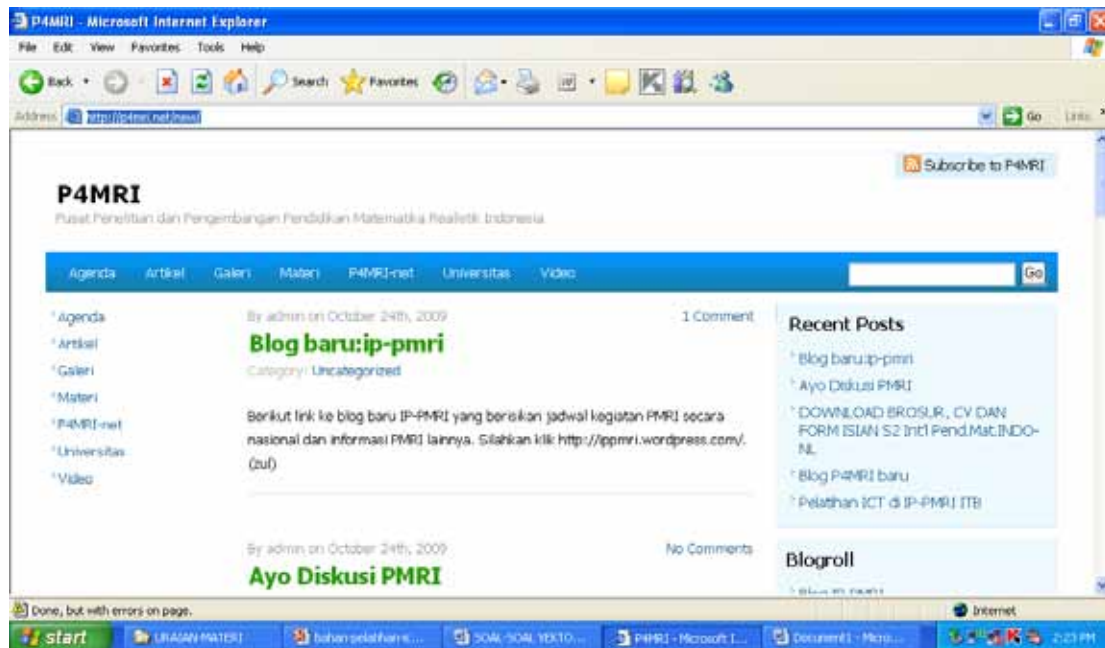 P4MRI - Microsoft Internet Explorer
File Edit View Favorites Tools Help
Back Search Favorites
Address http://p4mri.net/new/ Go Links
Subscribe to P4MRI
P4MRI
Pusat Penelitian dan Pengembangan Pendidikan Matematika Realistik Indonesia
Agenda Artikel Galeri Materi P4MRI-net Universitas Video Go
Agenda
Artikel
Galeri
Materi
P4MRI-net
Universitas
Video
By admin on October 24th, 2009 1 Comment
Blog baru:ip-pmri
Category: Uncategorized
Berikut link ke blog baru IP-PMRI yang berisikan jadwal kegiatan PMRI secara
nasional dan informasi PMRI lainnya. Silahkan klik http://ippmri.wordpress.com/.
(zul)
By admin on October 24th, 2009 No Comments
Ayo Diskusi PMRI
Recent Posts
Blog baru:ip-pmri
Ayo Diskusi PMRI
DOWNLOAD BROSUR, CV DAN
FORM ISIAN S2 Int'l Pend.Mat.INDO-
NL
Blog P4MRI baru
Pelatihan ICT di IP-PMRI ITB
Blogroll
Blog IP-PMRI
Done, but with errors on page. Internet
start URAIAN MATERI bahan pelatihan e... SOAL-SOAL VEKTO... P4MRI - Microsoft I... Document1 - Micro... 2:23 PM